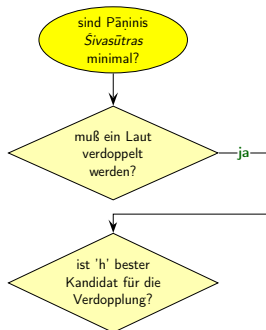 sind Pāṇinis
Śivasūtras
minimal?
muß ein Laut
verdoppelt
werden?
ja
ist 'h' bester
Kandidat für die
Verdopplung?